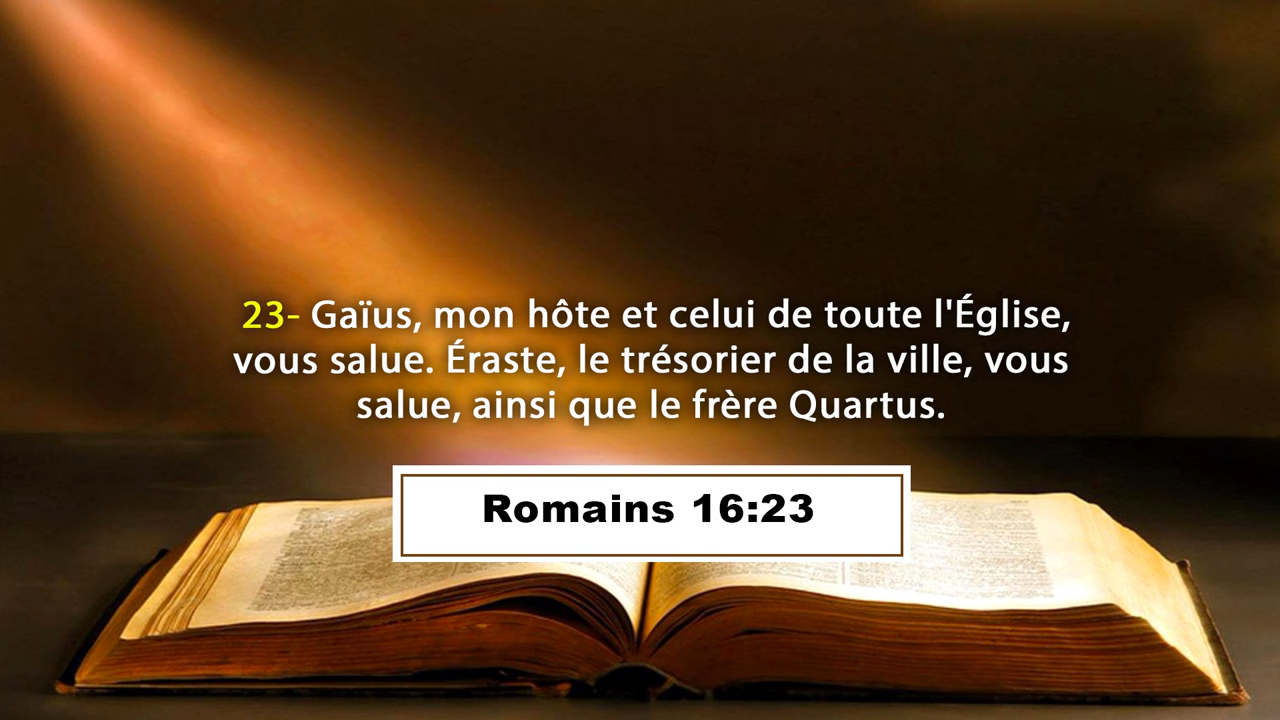 23- Gaïus, mon hôte et celui de toute l'Église,
vous salue. Éraste, le trésorier de la ville, vous
salue, ainsi que le frère Quartus.
Romains 16:23